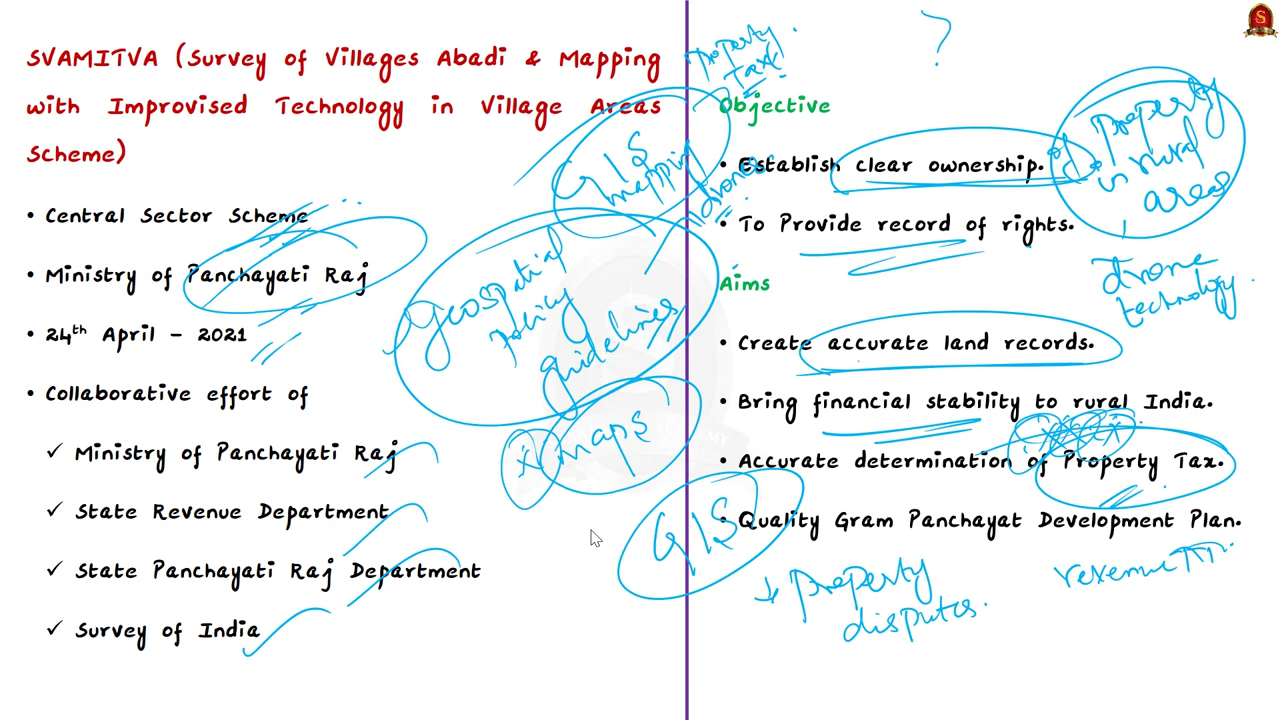 SVAMITVA (Survey of Villages Abadi & Mapping
with Improvised Technology in Village Areas
Scheme)
• Central Sector Scheme
• Ministry of Panchayati Raj
• 24th April - 2021
• Collaborative effort of
✓ Ministry of Panchayati Raj
✓ State Revenue Department
✓ State Panchayati Raj Department
✓ Survey of India
GIS
mapping
geospatial
policy
guidelines
maps
GIS
property
tax
drones
?
Objective
• Establish clear ownership.
• To Provide record of rights.
of property
in rural
areas
drone
technology.
Aims
• Create accurate land records.
• Bring financial stability to rural India.
• Accurate determination of Property Tax.
• Quality Gram Panchayat Development Plan.
revenue ↑↑↑
↓ property
disputes.
S